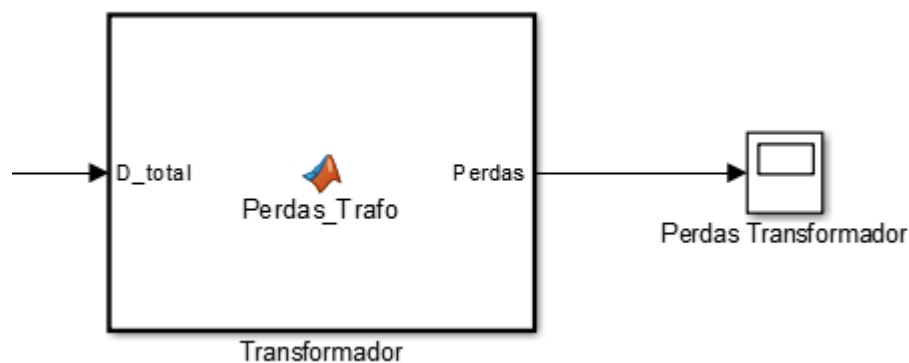 D_total
Perdas
Perdas_Trafo
Perdas Transformador
Transformador